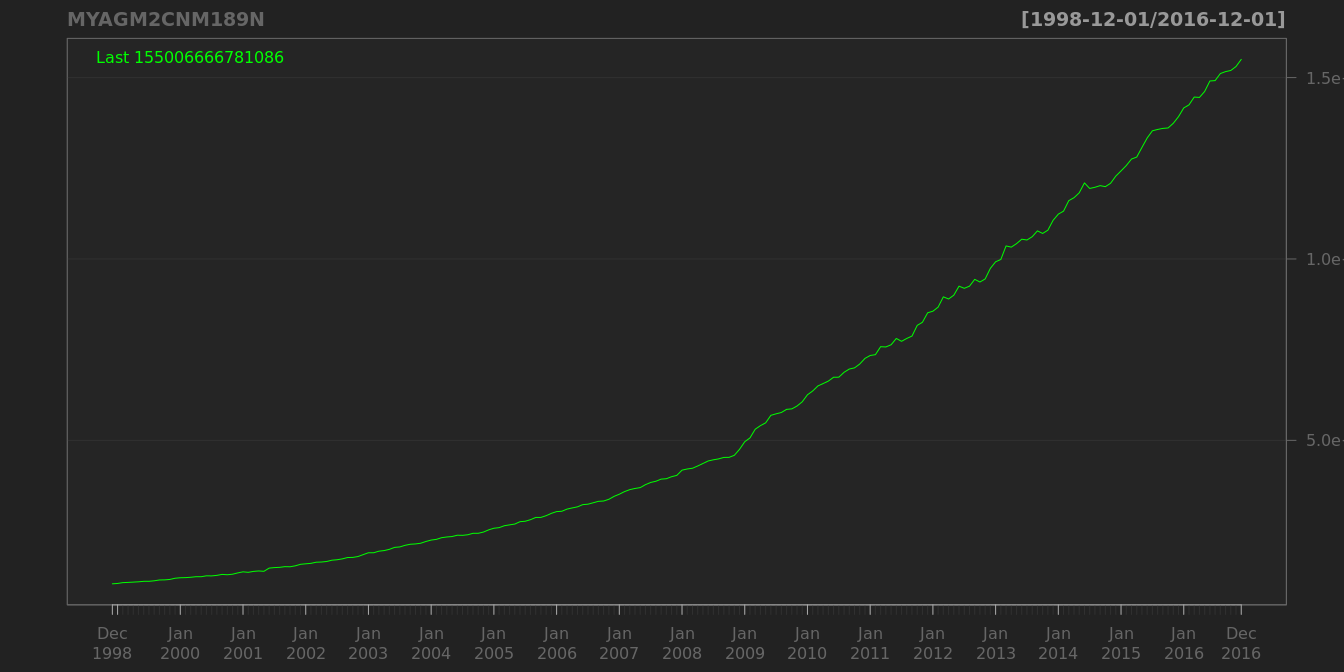 MYAGM2CNM189N [1998-12-01/2016-12-01]
Last 155006666781086
1.5e
1.0e
5.0e
Dec Jan Jan Jan Jan Jan Jan Jan Jan Jan Jan Jan Jan Jan Jan Jan Jan Jan Dec
1998 2000 2001 2002 2003 2004 2005 2006 2007 2008 2009 2010 2011 2012 2013 2014 2015 2016 2016